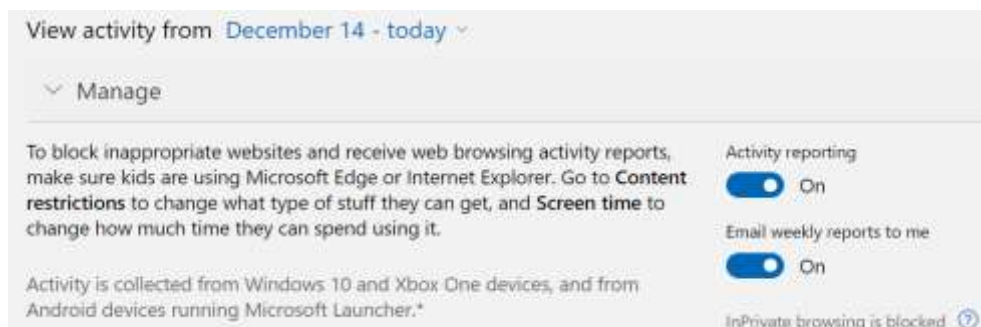 View activity from December 14 - today
Manage
To block inappropriate websites and receive web browsing activity reports,
make sure kids are using Microsoft Edge or Internet Explorer. Go to Content
restrictions to change what type of stuff they can get, and Screen time to
change how much time they can spend using it.
Activity is collected from Windows 10 and Xbox One devices, and from
Android devices running Microsoft Launcher.*
Activity reporting
On
Email weekly reports to me
On
InPrivate browsing is blocked ?